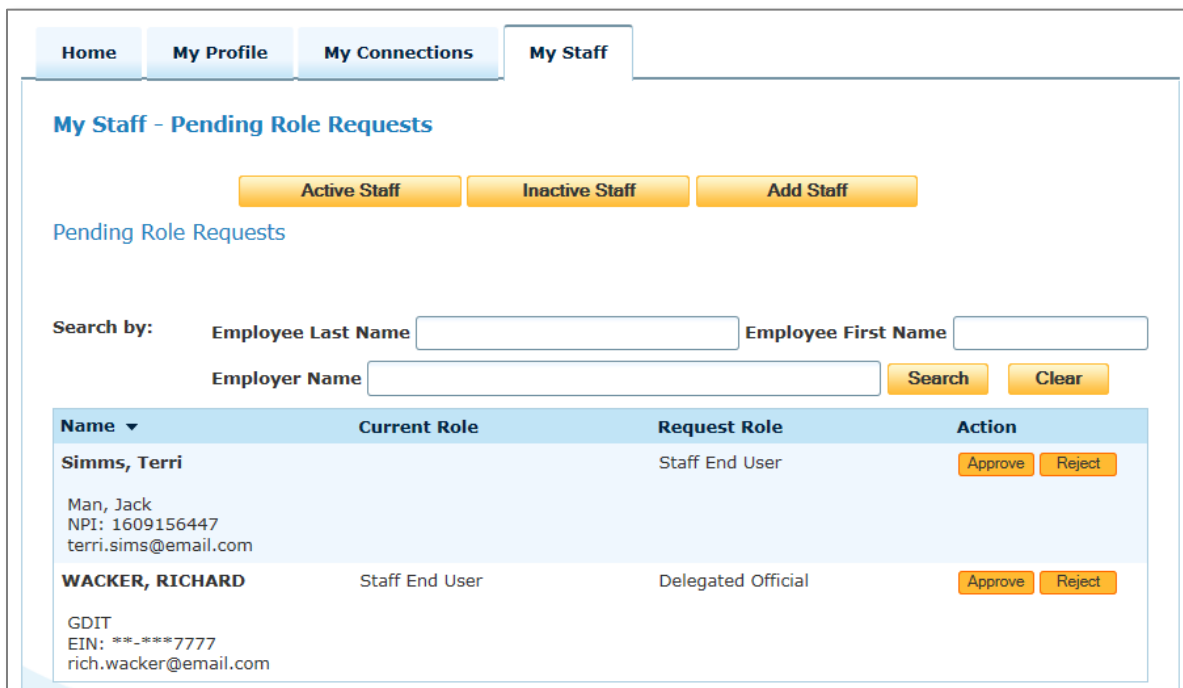 Home My Profile My Connections My Staff
My Staff - Pending Role Requests
Active Staff Inactive Staff Add Staff
Pending Role Requests
Search by: Employee Last Name Employee First Name
Employer Name Search Clear
Name Current Role Request Role Action
Simms, Terri Staff End User Approve Reject
Man, Jack
NPI: 1609156447
terri.sims@email.com
WACKER, RICHARD Staff End User Delegated Official Approve Reject
GDIT
EIN: **-***7777
rich.wacker@email.com